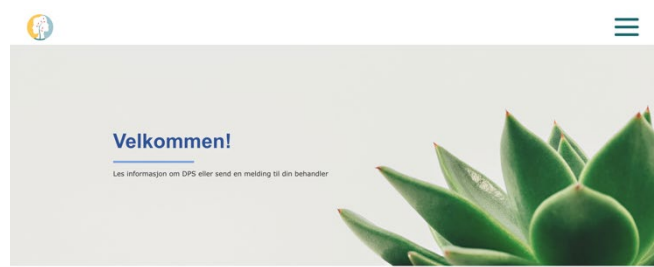 Velkommen!
Les informasjon om DPS eller send en melding til din behandler